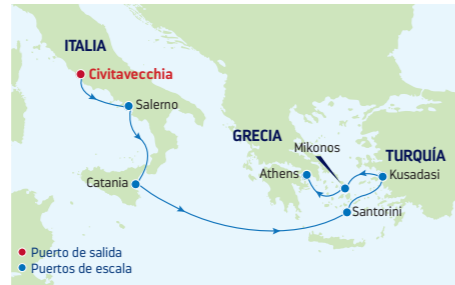 ITALIA
Civitavecchia
Salerno
GRECIA
Mikonos
TURQUÍA
Athens
Kusadasi
Catania
Santorini
Puerto de salida
Puertos de escala